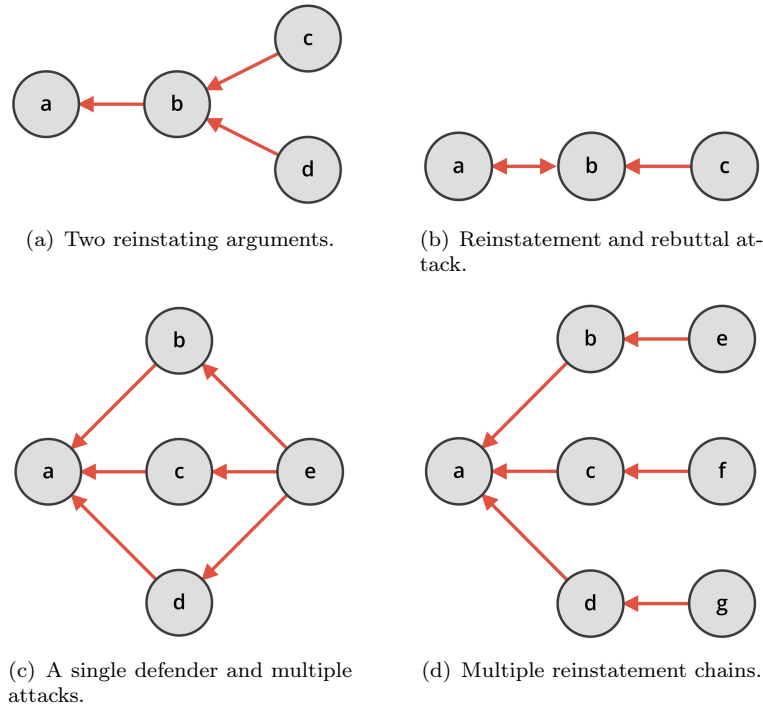 c
a
b
d
(a) Two reinstating arguments.
a
b
c
(b) Reinstatement and rebuttal at-
tack.
b
a
c
e
d
(c) A single defender and multiple
attacks.
b
e
a
c
f
d
g
(d) Multiple reinstatement chains.